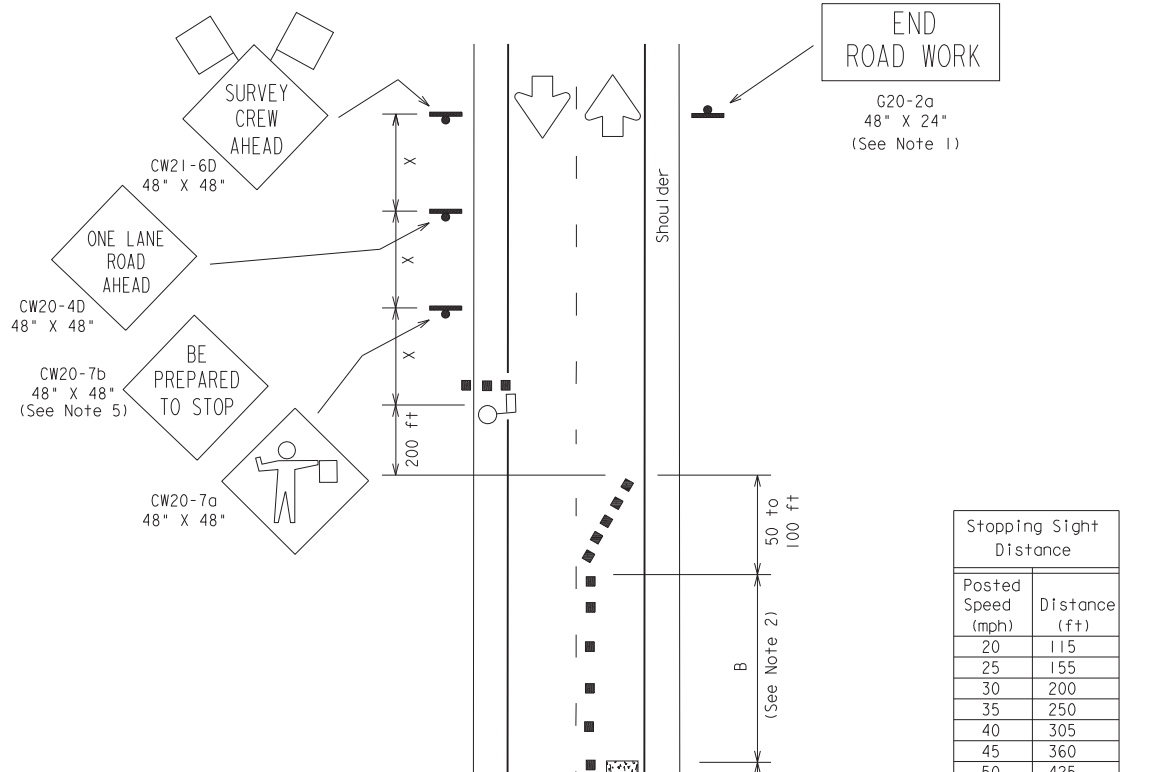 END
ROAD WORK
G20-2a
48" X 24"
(See Note 1)
SURVEY
CREW
AHEAD
CW21-6D
48" X 48"
ONE LANE
ROAD
AHEAD
CW20-4D
48" X 48"
BE
PREPARED
TO STOP
CW20-7b
48" X 48"
(See Note 5)
CW20-7a
48" X 48"
X
X
X
200 ft
Shoulder
50 to
100 ft
B
(See Note 2)
Stopping Sight
Distance
Posted
Speed
(mph)
Distance
(ft)
20 115
25 155
30 200
35 250
40 305
45 360
50 425